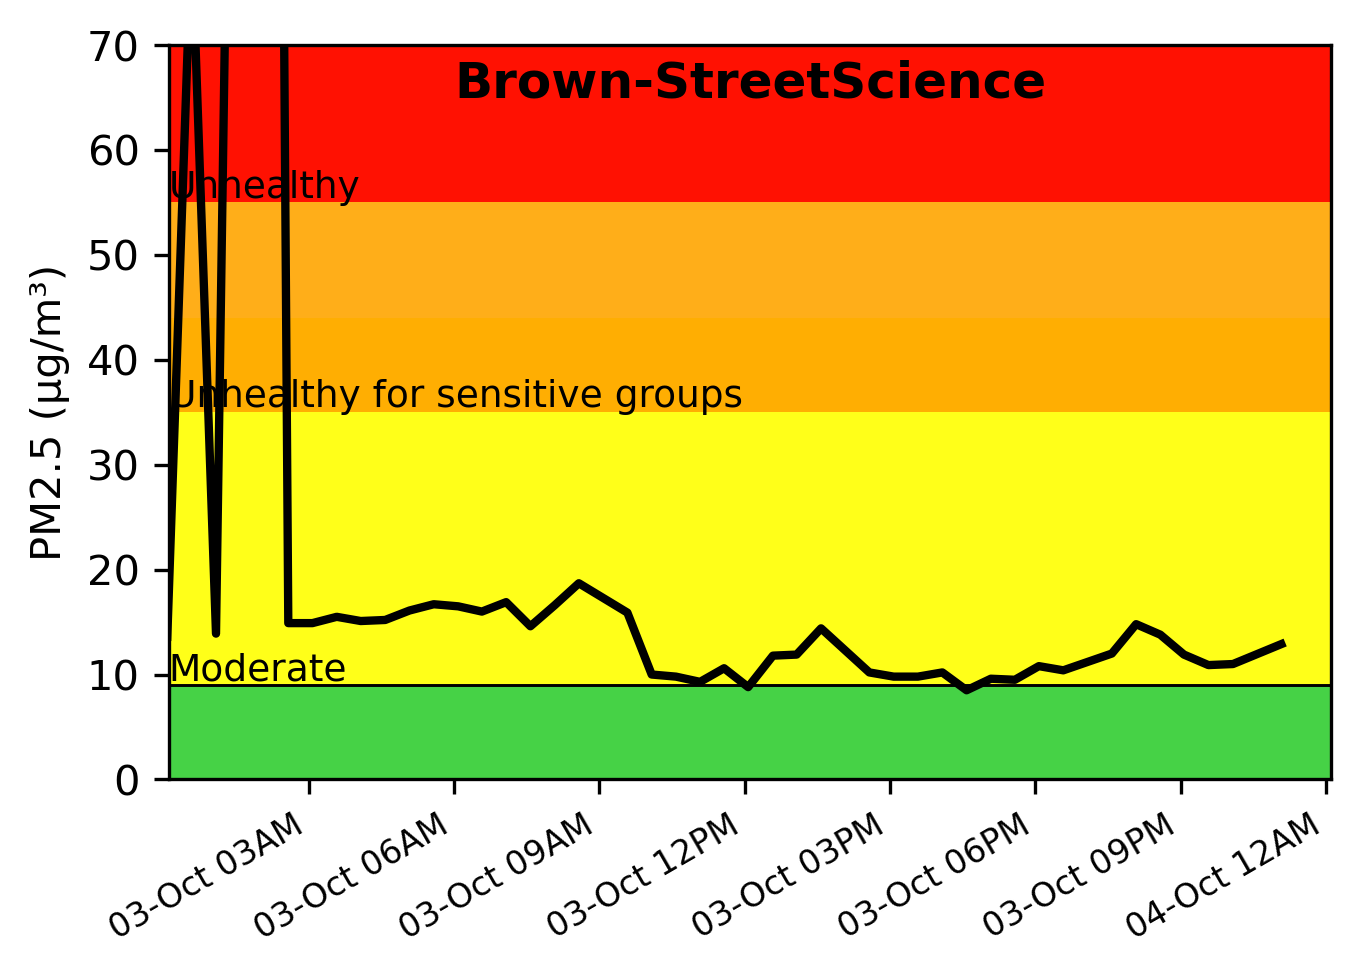 Brown-StreetScience
70
60
50
40
30
20
10
0
PM2.5 (µg/m³)
Unhealthy
Unhealthy for sensitive groups
Moderate
03-Oct 03AM
03-Oct 06AM
03-Oct 09AM
03-Oct 12PM
03-Oct 03PM
03-Oct 06PM
03-Oct 09PM
04-Oct 12AM